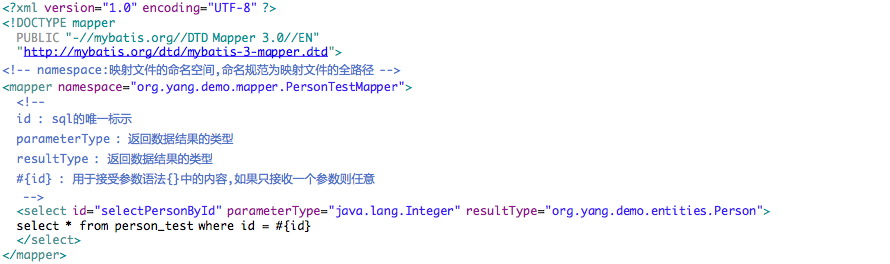 <?xml version="1.0" encoding="UTF-8" ?>
<!DOCTYPE mapper
PUBLIC "-//mybatis.org//DTD Mapper 3.0//EN"
"http://mybatis.org/dtd/mybatis-3-mapper.dtd">
<!-- namespace:映射文件的命名空间,命名规范为映射文件的全路径 -->
<mapper namespace="org.yang.demo.mapper.PersonTestMapper">
<!--
id : sql的唯一标示
parameterType : 返回数据结果的类型
resultType : 返回数据结果的类型
#{id} : 用于接受参数语法{}中的内容,如果只接收一个参数则任意
-->
<select id="selectPersonById" parameterType="java.lang.Integer" resultType="org.yang.demo.entities.Person">
select * from person_test where id = #{id}
</select>
</mapper>